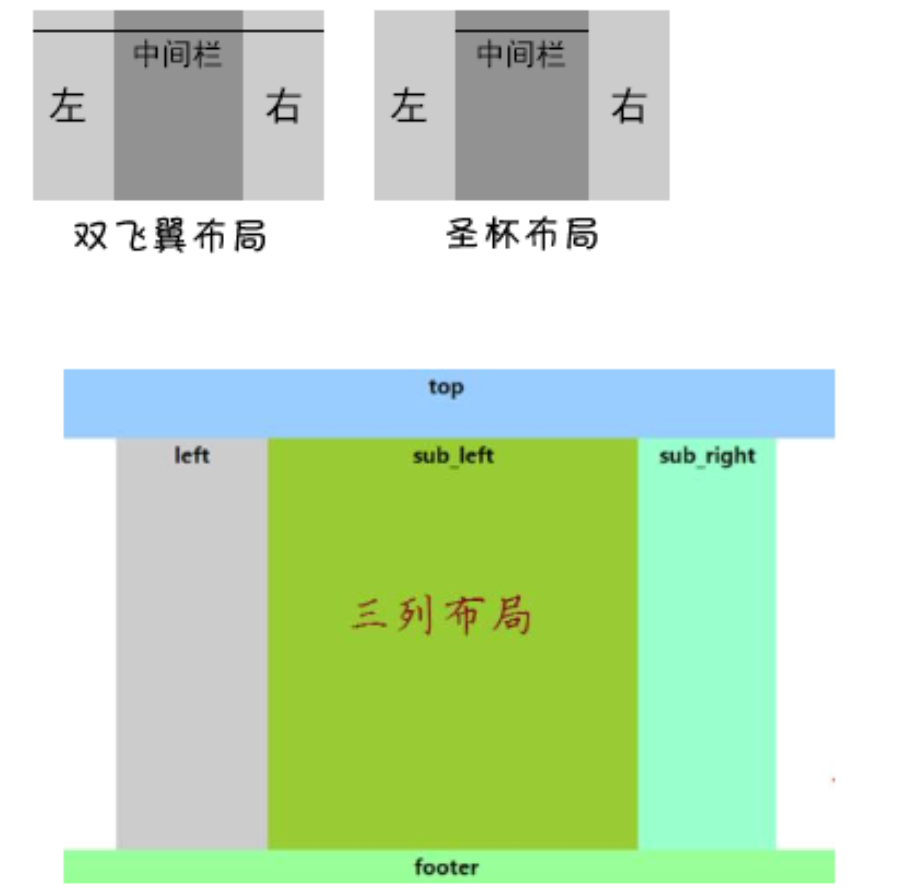 中间栏
左
右
双飞翼布局
中间栏
左
右
圣杯布局
top
left
sub_left
sub_right
三列布局
footer